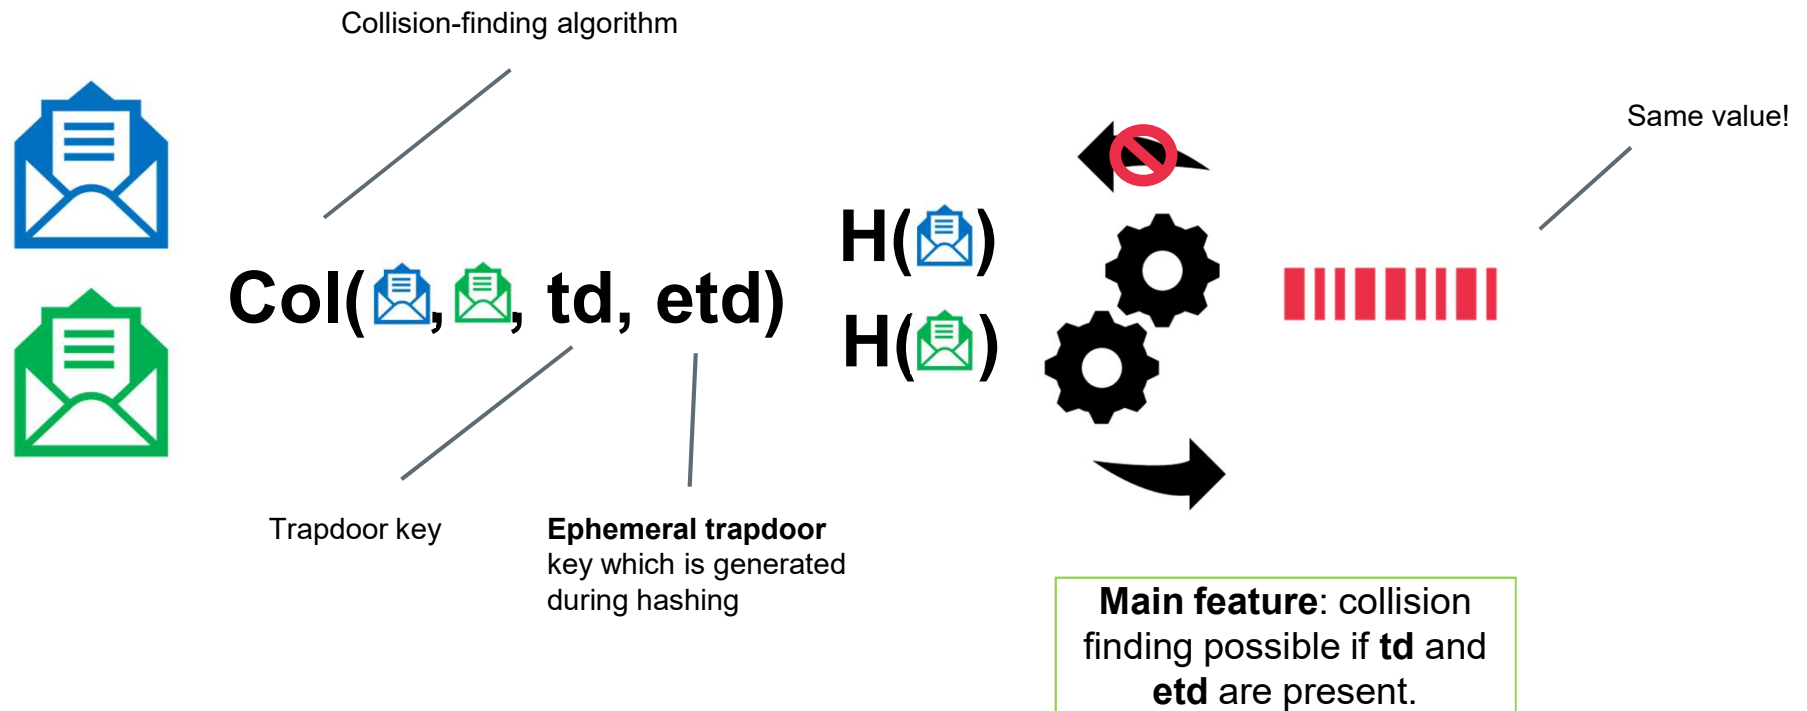 Collision-finding algorithm
Same value!
H( )
Col( , , td, etd)
H( )
Trapdoor key
Ephemeral trapdoor
key which is generated
during hashing
Main feature: collision
finding possible if td and
etd are present.